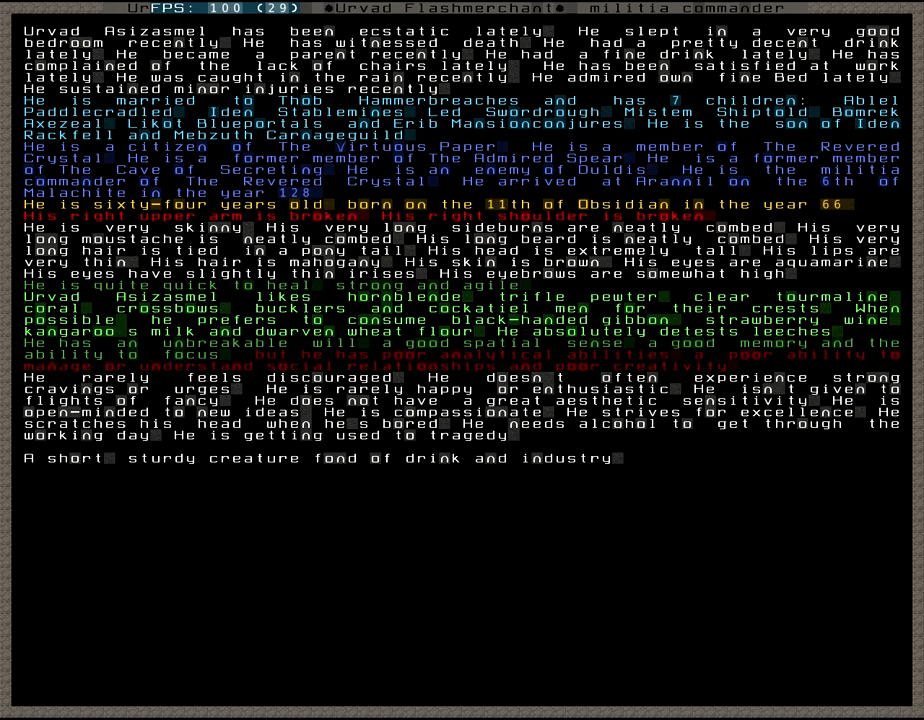 FPS: 100 (29) Urvad Flashmerchant militia commander
Urvad Asizasmel has been ecstatic lately. He slept in a very good
bedroom recently. He has witnessed death. He had a pretty decent drink
lately. He became a parent recently. He had a fine drink lately. He has
complained of the lack of chairs lately. He has been satisfied at work
lately. He was caught in the rain recently. He admired own fine Bed lately.
He sustained minor injuries recently.
He is married to Thob Hammerbreaches and has 7 children: Ablel
Paddlecradled, Iden Stablemines, Led Swordrough, Mistem Shiptold, Bomrek
Axezeal, Likot Blueportals and Erib Mansionconjures. He is the son of Iden
Rackfell and Mebzuth Carnageguild.
He is a citizen of The Virtuous Paper. He is a member of The Revered
Crystal. He is a former member of The Admired Spear. He is a former member
of The Cave of Secreting. He is an enemy of Duldis. He is the militia
commander of The Revered Crystal. He arrived at Arannil on the 6th of
Malachite in the year 128.
He is sixty-four years old, born on the 11th of Obsidian in the year 66.
His right upper arm is broken. His right shoulder is broken.
He is very skinny. His very long sideburns are neatly combed. His very
long moustache is neatly combed. His long beard is neatly combed. His very
long hair is tied in a pony tail. His head is extremely tall. His lips are
very thin. His hair is mahogany. His skin is brown. His eyes are aquamarine.
His eyes have slightly thin irises. His eyebrows are somewhat high.
He is quite quick to heal, strong and agile.
Urvad Asizasmel likes hornblende, trifle pewter, clear tourmaline,
coral, crossbows, bucklers and cockatiel men for their crests. When
possible, he prefers to consume black-handed gibbon, strawberry wine,
kangaroo's milk and dwarven wheat flour. He absolutely detests leeches.
He has an unbreakable will, a good spatial sense, a good memory and the
ability to focus, but he has poor analytical abilities, a poor ability to
manage or understand social relationships and poor creativity.
He rarely feels discouraged. He doesn't often experience strong
cravings or urges. He is rarely happy or enthusiastic. He isn't given to
flights of fancy. He does not have a great aesthetic sensitivity. He is
open-minded to new ideas. He is compassionate. He strives for excellence. He
scratches his head when he's bored. He needs alcohol to get through the
working day. He is getting used to tragedy.
A short, sturdy creature fond of drink and industry.